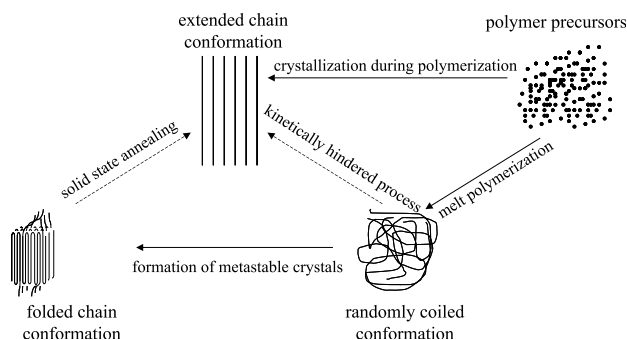 extended chain
conformation
polymer precursors
crystallization during polymerization
solid state annealing
kinetically hindered process
melt polymerization
formation of metastable crystals
folded chain
conformation
randomly coiled
conformation